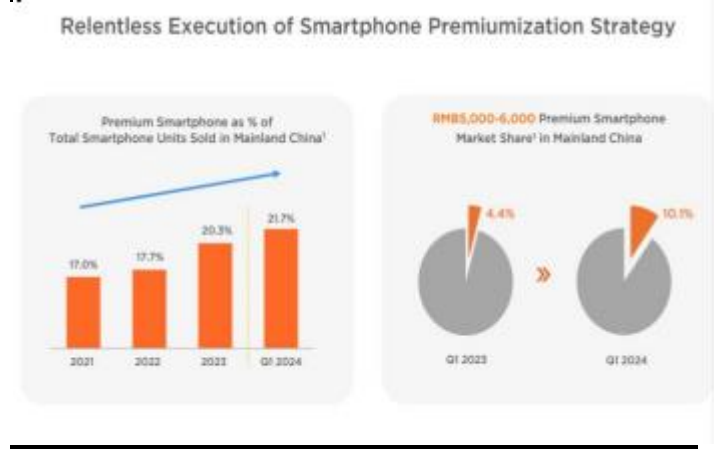 Relentless Execution of Smartphone Premiumization Strategy
Premium Smartphone as % of
Total Smartphone Units Sold in Mainland China¹
17.0%
17.7%
20.3%
21.7%
2021
2022
2023
Q1 2024
RMB5,000-6,000 Premium Smartphone
Market Share¹ in Mainland China
4.4%
»
10.1%
Q1 2023
Q1 2024